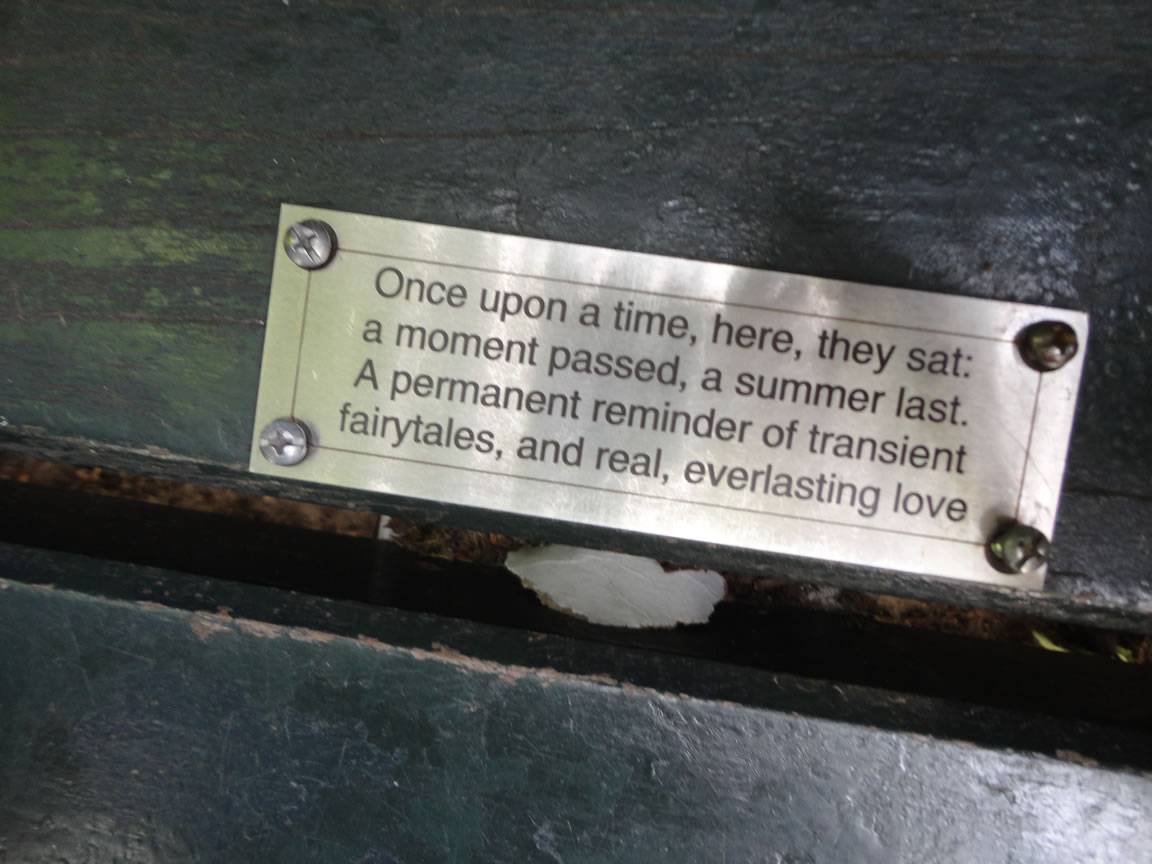 Once upon a time, here, they sat:
a moment passed, a summer last.
A permanent reminder of transient
fairytales, and real, everlasting love